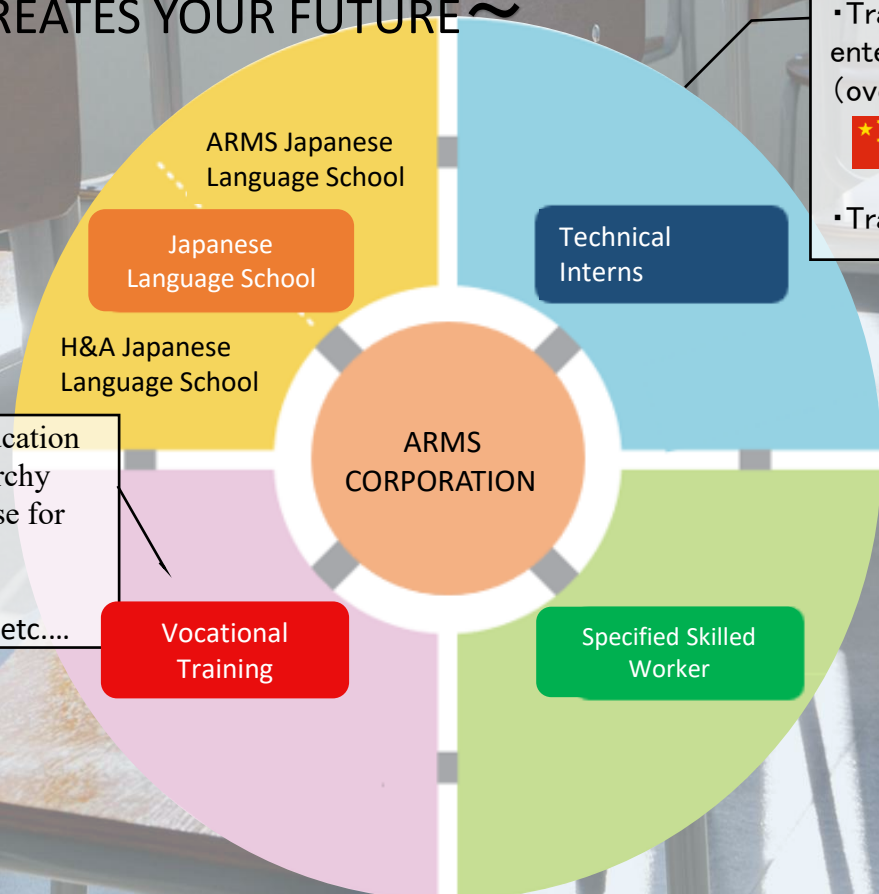 REATES YOUR FUTURE～
・Tra
ente
（ov
・Tra
ARMS Japanese
Language School
Japanese
Language School
H&A Japanese
Language School
Technical
Interns
ARMS
CORPORATION
cation
rchy
se for
etc.…
Vocational
Training
Specified Skilled
Worker